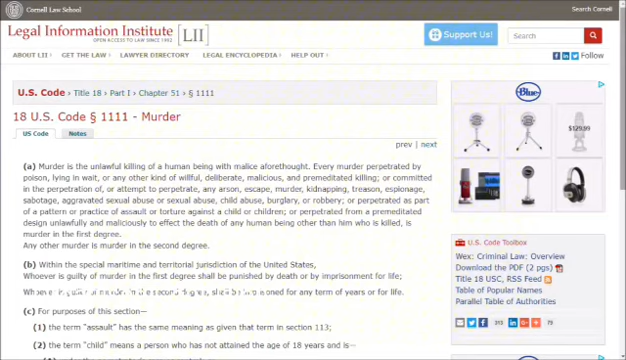 Cornell Law School
Search Cornell
Legal Information Institute [LII]
OPEN ACCESS TO LAW SINCE 1992
Support Us!
Search
ABOUT LII GET THE LAW LAWYER DIRECTORY LEGAL ENCYCLOPEDIA HELP OUT
Follow
U.S. Code › Title 18 › Part I › Chapter 51 › § 1111
18 U.S. Code § 1111 - Murder
US Code Notes
prev | next
(a) Murder is the unlawful killing of a human being with malice aforethought. Every murder perpetrated by
poison, lying in wait, or any other kind of willful, deliberate, malicious, and premeditated killing; or committed
in the perpetration of, or attempt to perpetrate, any arson, escape, murder, kidnapping, treason, espionage,
sabotage, aggravated sexual abuse or sexual abuse, child abuse, burglary, or robbery; or perpetrated as part
of a pattern or practice of assault or torture against a child or children; or perpetrated from a premeditated
design unlawfully and maliciously to effect the death of any human being other than him who is killed, is
murder in the first degree.
Any other murder is murder in the second degree.
(b) Within the special maritime and territorial jurisdiction of the United States,
Whoever is guilty of murder in the first degree shall be punished by death or by imprisonment for life;
Whoever is guilty of murder in the second degree, shall be imprisoned for any term of years or for life.
(c) For purposes of this section—
(1) the term "assault" has the same meaning as given that term in section 113;
(2) the term "child" means a person who has not attained the age of 18 years and is—
Blue
$129.99
U.S. Code Toolbox
Wex: Criminal Law: Overview
Download the PDF (2 pgs)
Title 18 USC, RSS Feed
Table of Popular Names
Parallel Table of Authorities
313
73